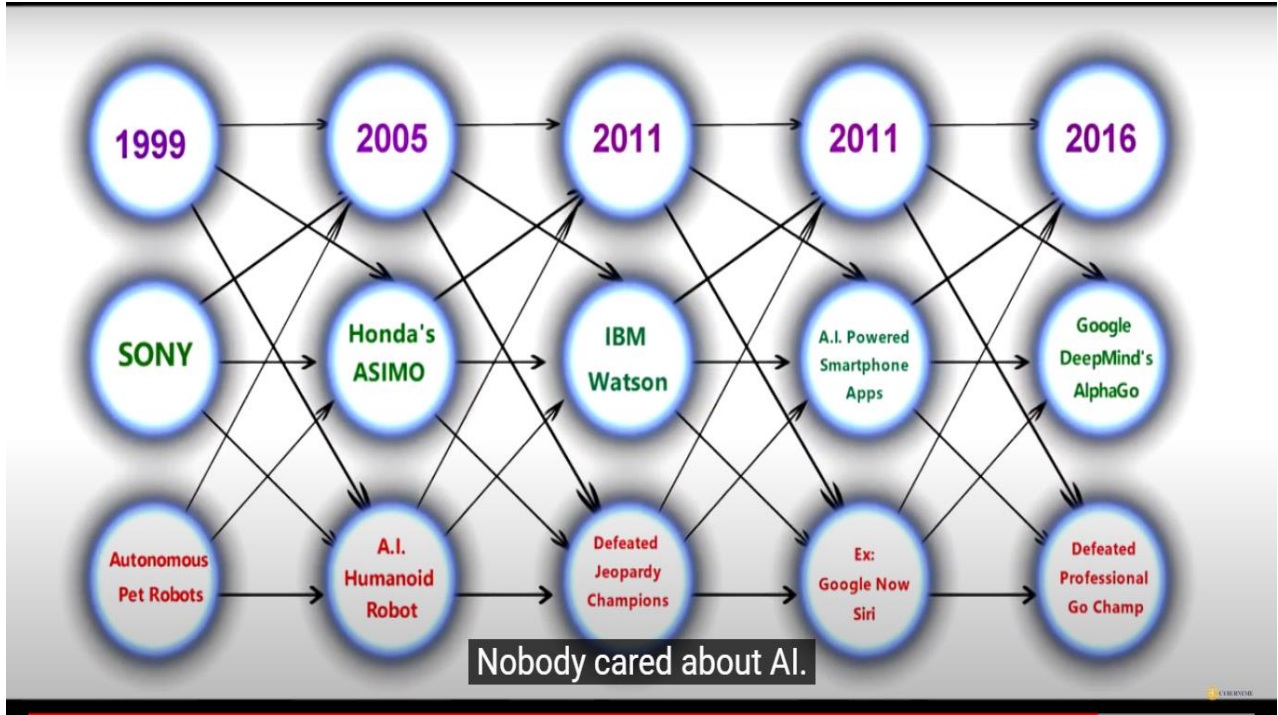 1999
2005
2011
2011
2016
SONY
Honda's
ASIMO
IBM
Watson
A.I. Powered
Smartphone
Apps
Google
DeepMind's
AlphaGo
Autonomous
Pet Robots
A.I.
Humanoid
Robot
Defeated
Jeopardy
Champions
Ex:
Google Now
Siri
Defeated
Professional
Go Champ
Nobody cared about AI.